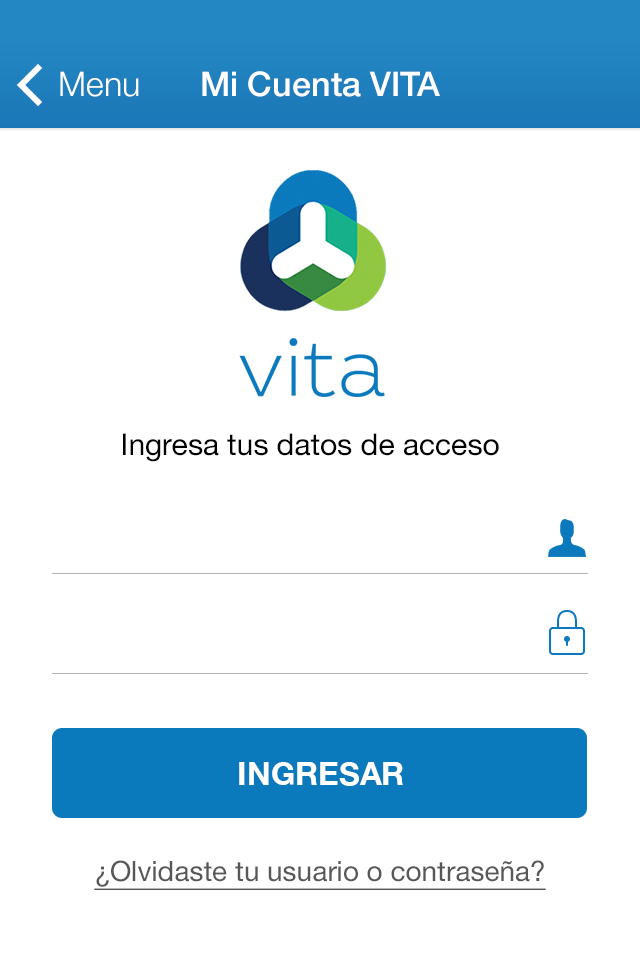 Menu
Mi Cuenta VITA
vita
Ingresa tus datos de acceso
INGRESAR
¿Olvidaste tu usuario o contraseña?